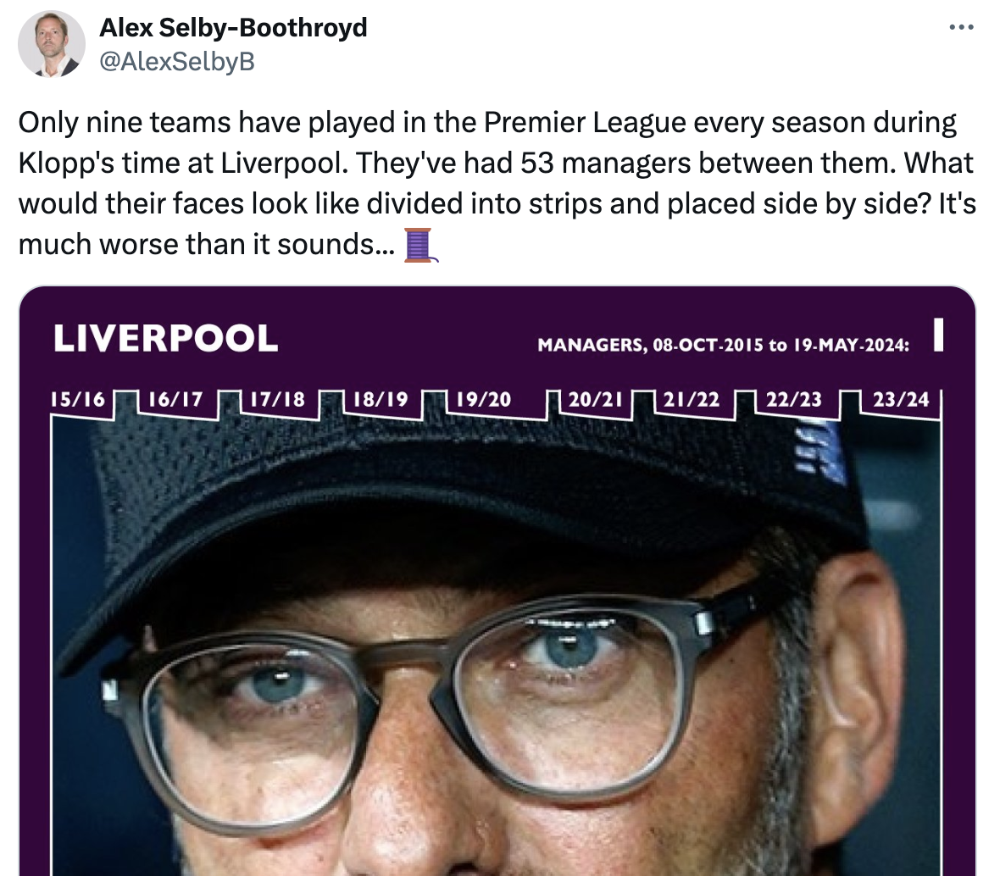 Alex Selby-Boothroyd
@AlexSelbyB
Only nine teams have played in the Premier League every season during
Klopp's time at Liverpool. They've had 53 managers between them. What
would their faces look like divided into strips and placed side by side? It's
much worse than it sounds... 🧵
LIVERPOOL
MANAGERS, 08-OCT-2015 to 19-MAY-2024: 1
15/16 16/17 17/18 18/19 19/20 20/21 21/22 22/23 23/24